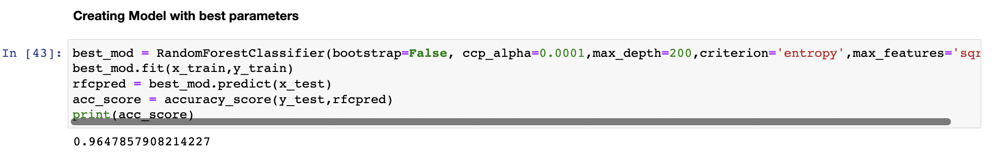 Creating Model with best parameters
In [43]: best_mod = RandomForestClassifier(bootstrap=False, ccp_alpha=0.0001,max_depth=200,criterion='entropy',max_features='sqr
best_mod.fit(x_train,y_train)
rfcpred = best_mod.predict(x_test)
acc_score = accuracy_score(y_test,rfcpred)
print(acc_score)
0.9647857908214227